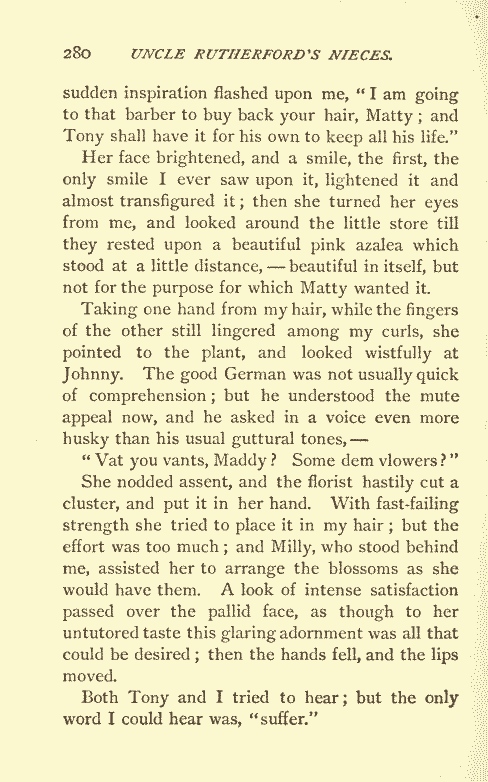 280 UNCLE RUTHERFORD'S NIECES.
sudden inspiration flashed upon me, “I am going
to that barber to buy back your hair, Matty; and
Tony shall have it for his own to keep all his life.”
Her face brightened, and a smile, the first, the
only smile I ever saw upon it, lightened it and
almost transfigured it; then she turned her eyes
from me, and looked around the little store till
they rested upon a beautiful pink azalea which
stood at a little distance,—beautiful in itself, but
not for the purpose for which Matty wanted it.
Taking one hand from my hair, while the fingers
of the other still lingered among my curls, she
pointed to the plant, and looked wistfully at
Johnny. The good German was not usually quick
of comprehension; but he understood the mute
appeal now, and he asked in a voice even more
husky than his usual guttural tones,—
“Vat you vants, Maddy? Some dem vlowers?”
She nodded assent, and the florist hastily cut a
cluster, and put it in her hand. With fast-failing
strength she tried to place it in my hair; but the
effort was too much; and Milly, who stood behind
me, assisted her to arrange the blossoms as she
would have them. A look of intense satisfaction
passed over the pallid face, as though to her
untutored taste this glaring adornment was all that
could be desired; then the hands fell, and the lips
moved.
Both Tony and I tried to hear; but the only
word I could hear was, “suffer.”